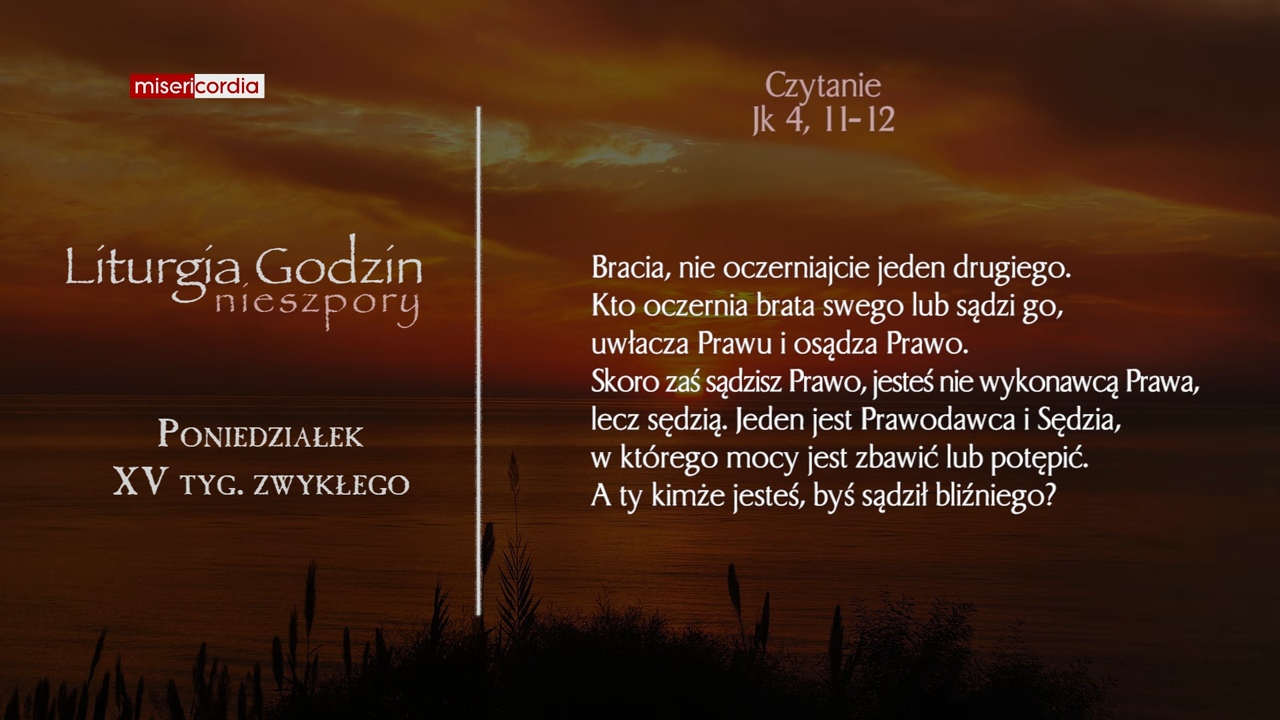 misericordia
Liturgia Godzin
nieszpory
Poniedziałek
XV tyg. zwykłego
Czytanie
Jk 4, 11-12
Bracia, nie oczerniajcie jeden drugiego.
Kto oczernia brata swego lub sądzi go,
uwłacza Prawu i osądza Prawo.
Skoro zaś sądzisz Prawo, jesteś nie wykonawcą Prawa,
lecz sędzią. Jeden jest Prawodawca i Sędzia,
w którego mocy jest zbawić lub potępić.
A ty kimże jesteś, byś sądził bliźniego?